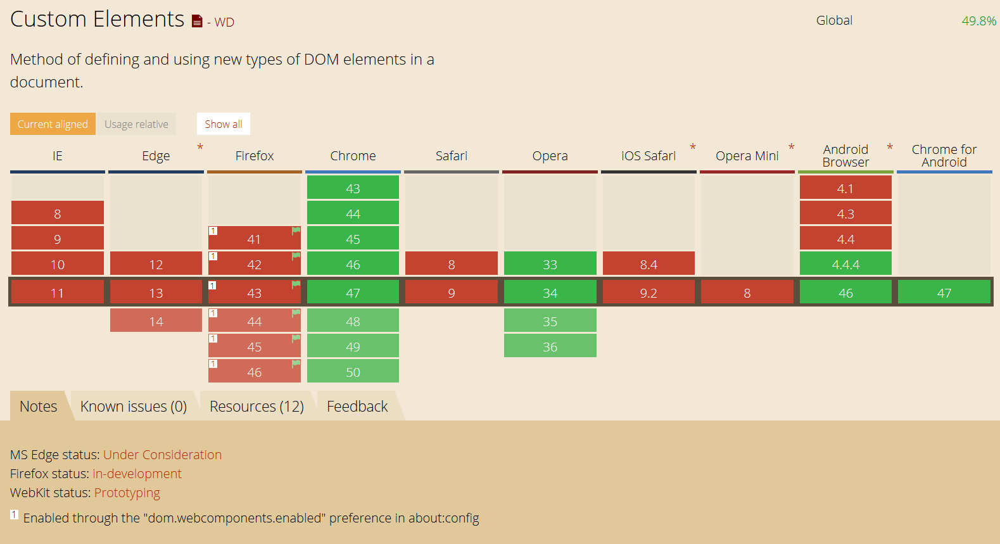 Custom Elements - WD
Global 49.8%
Method of defining and using new types of DOM elements in a
document.
Current aligned Usage relative Show all
IE Edge * Firefox Chrome Safari Opera iOS Safari * Opera Mini * Android Browser * Chrome for Android
43 4.1
8 44 4.3
9 1 41 45 4.4
10 12 1 42 46 8 33 8.4 4.4.4
11 13 1 43 47 9 34 9.2 8 46 47
14 1 44 48 35
1 45 49 36
1 46 50
Notes Known issues (0) Resources (12) Feedback
MS Edge status: Under Consideration
Firefox status: in-development
WebKit status: Prototyping
1 Enabled through the "dom.webcomponents.enabled" preference in about:config